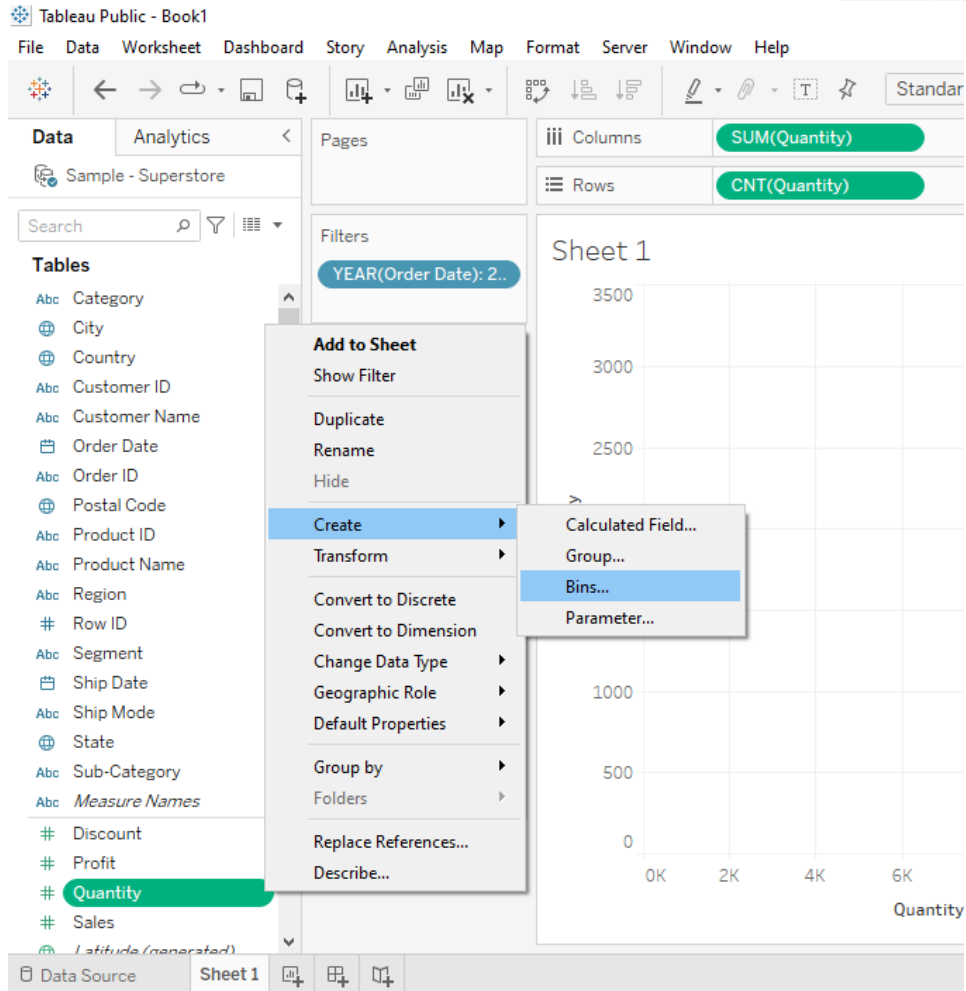 Tableau Public - Book1
File Data Worksheet Dashboard Story Analysis Map Format Server Window Help
T Standar
Data Analytics
Sample - Superstore
Search
Tables
Abc Category
City
Country
Abc Customer ID
Abc Customer Name
Order Date
Abc Order ID
Postal Code
Abc Product ID
Abc Product Name
Abc Region
# Row ID
Abc Segment
Ship Date
Abc Ship Mode
State
Abc Sub-Category
Abc Measure Names
# Discount
# Profit
# Quantity
# Sales
Latitude (generated)
Pages
Filters
YEAR(Order Date): 2..
Columns SUM(Quantity)
Rows CNT(Quantity)
Add to Sheet
Show Filter
Duplicate
Rename
Hide
Create
Transform
Convert to Discrete
Convert to Dimension
Change Data Type
Geographic Role
Default Properties
Group by
Folders
Replace References...
Describe...
Calculated Field...
Group...
Bins...
Parameter...
Sheet 1
3500
3000
2500
y
1000
500
0
0K 2K 4K 6K
Quantity
Data Source Sheet 1